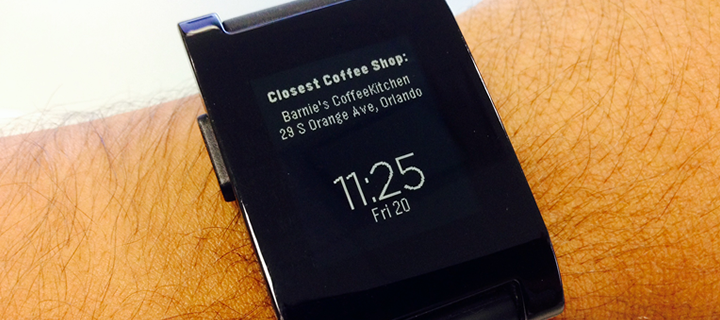 Closest Coffee Shop:
Barnie's CoffeeKitchen
29 S Orange Ave, Orlando
11:25
Fri 20